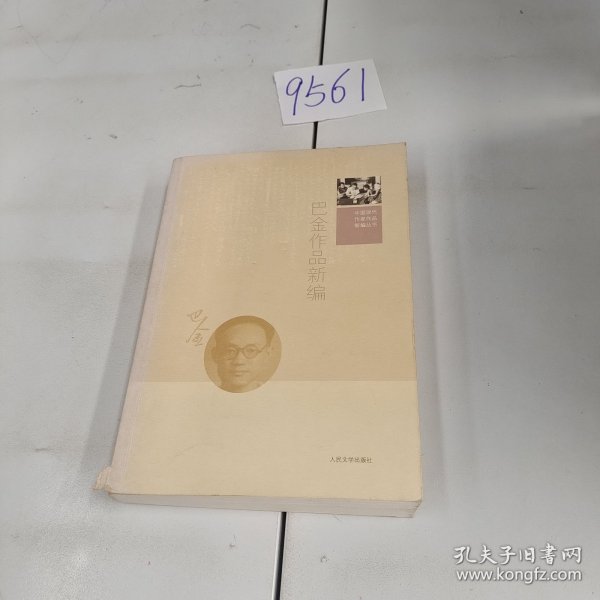 9561
中国现代
作家作品
新编丛书
巴金作品新编
巴金
人民文学出版社
孔夫子旧书网
www.kongfz.com